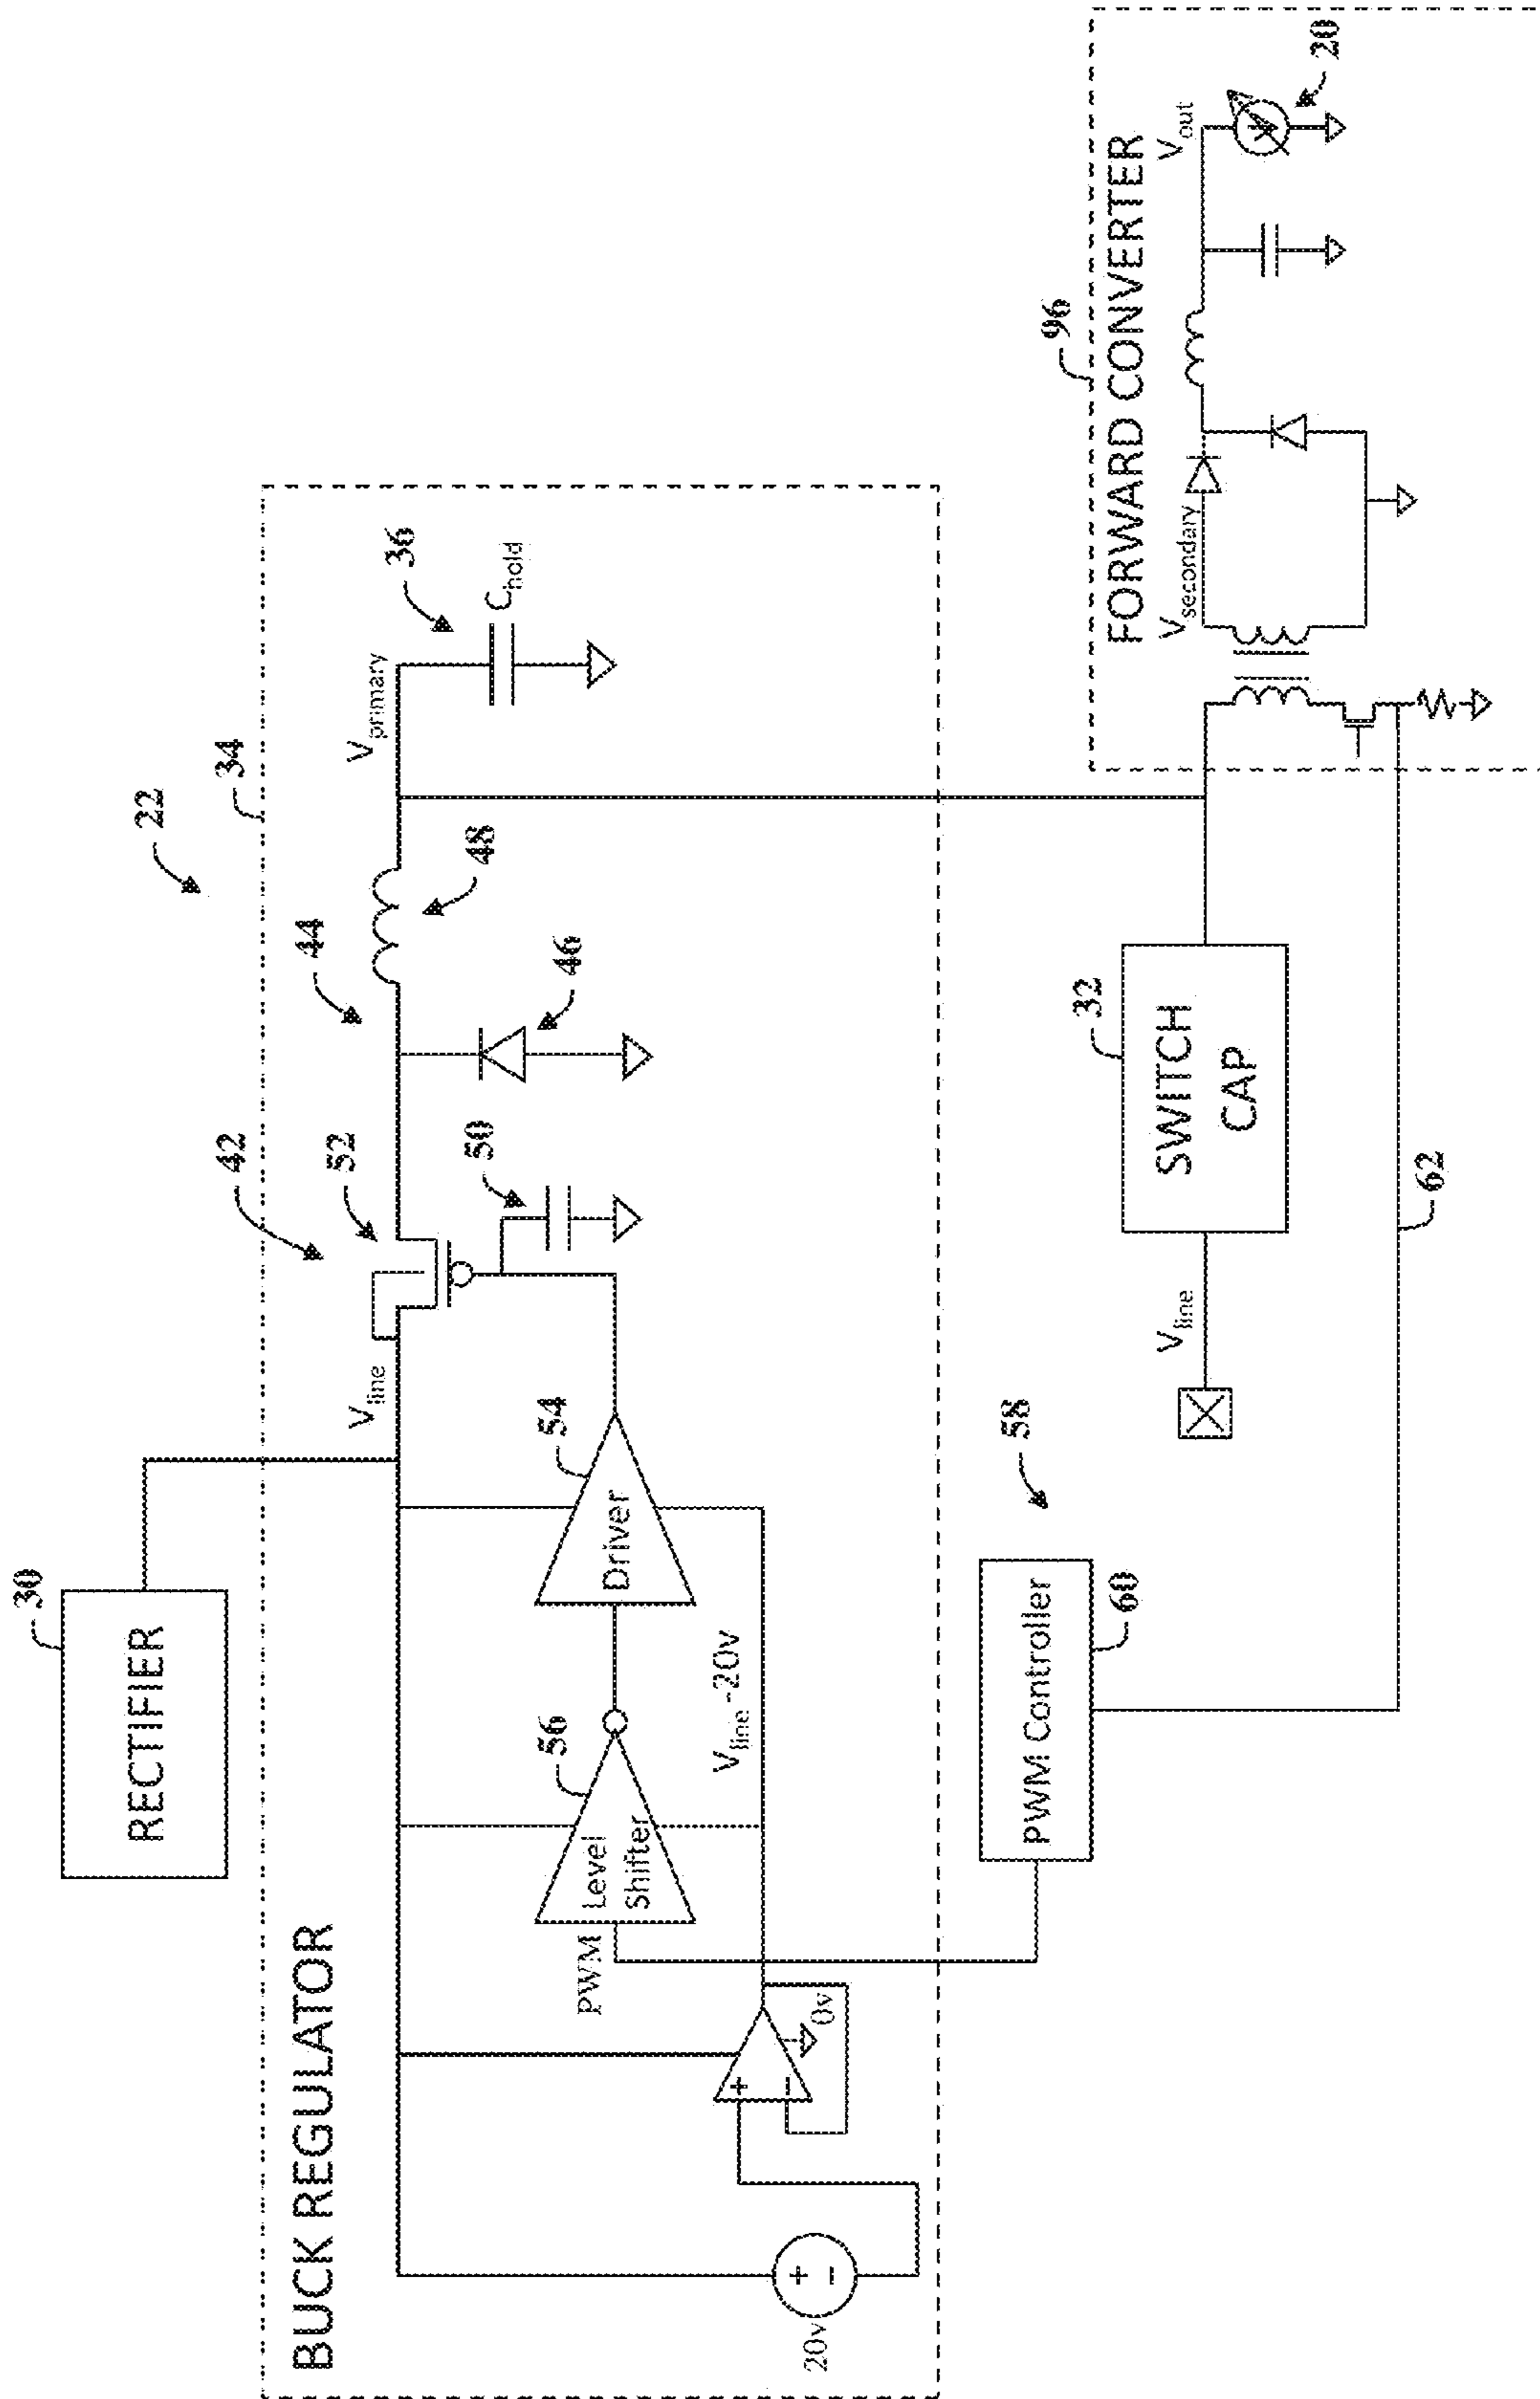 22
30
RECTIFIER
34
BUCK REGULATOR
42
52
44
48
36
Vline
Vprimary
Chold
46
50
54
Driver
56
Level
Shifter
PWM
Vline-20v
20v
+
-
+
-
0v
58
PWM Controller
60
62
Vline
32
SWITCH
CAP
96
FORWARD CONVERTER
Vsecondary
Vout
20